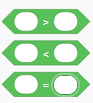 >
<
=